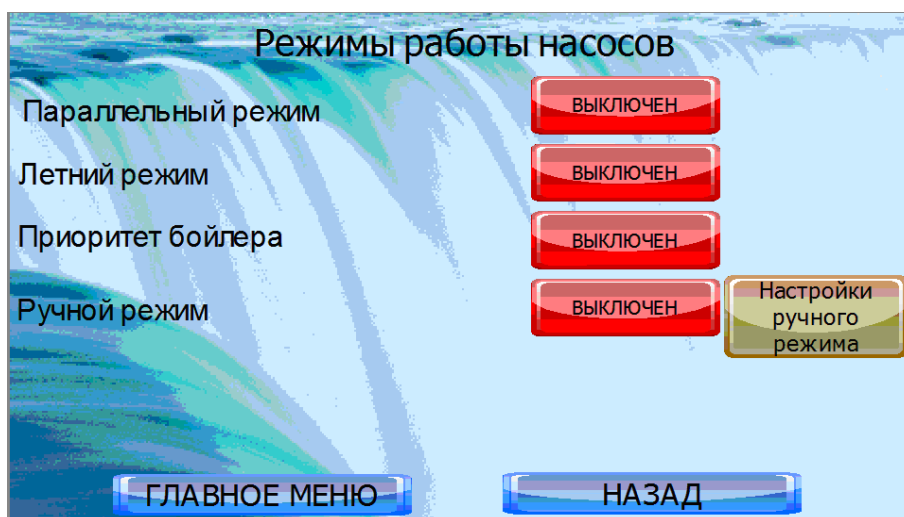 Режимы работы насосов
Параллельный режим ВЫКЛЮЧЕН
Летний режим ВЫКЛЮЧЕН
Приоритет бойлера ВЫКЛЮЧЕН
Ручной режим ВЫКЛЮЧЕН
Настройки
ручного
режима
ГЛАВНОЕ МЕНЮ НАЗАД